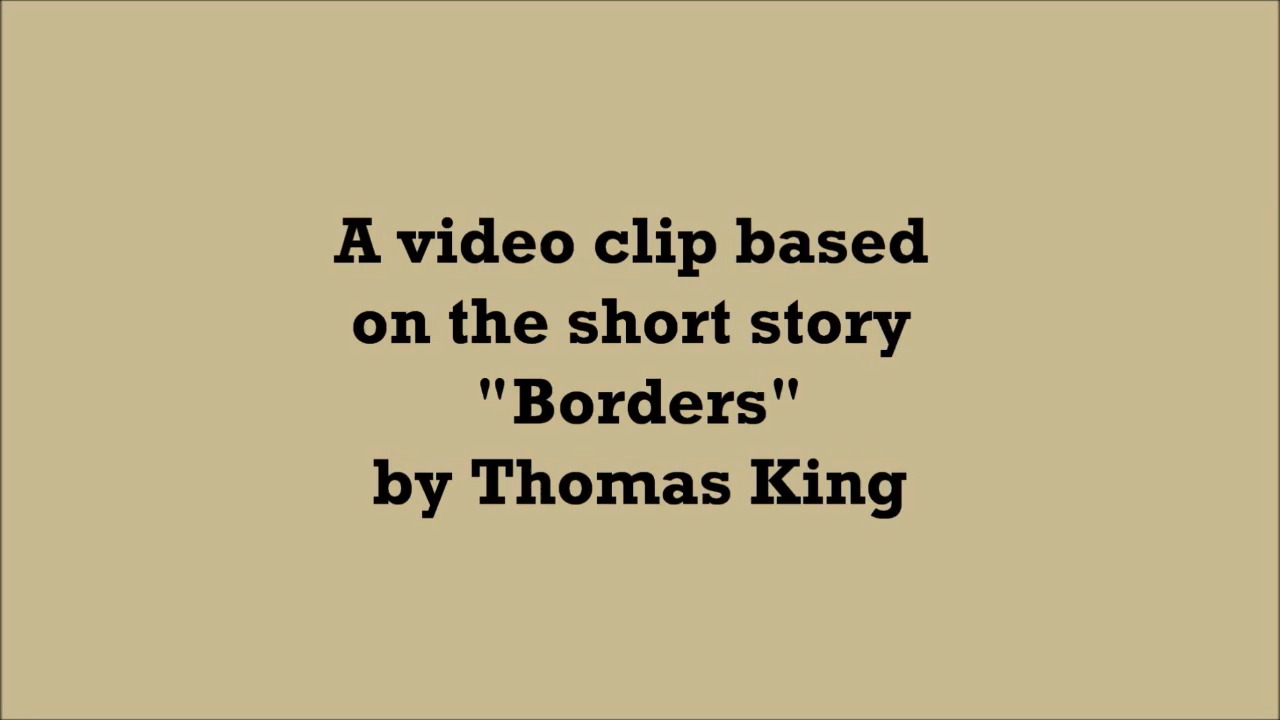 A video clip based
on the short story
"Borders"
by Thomas King